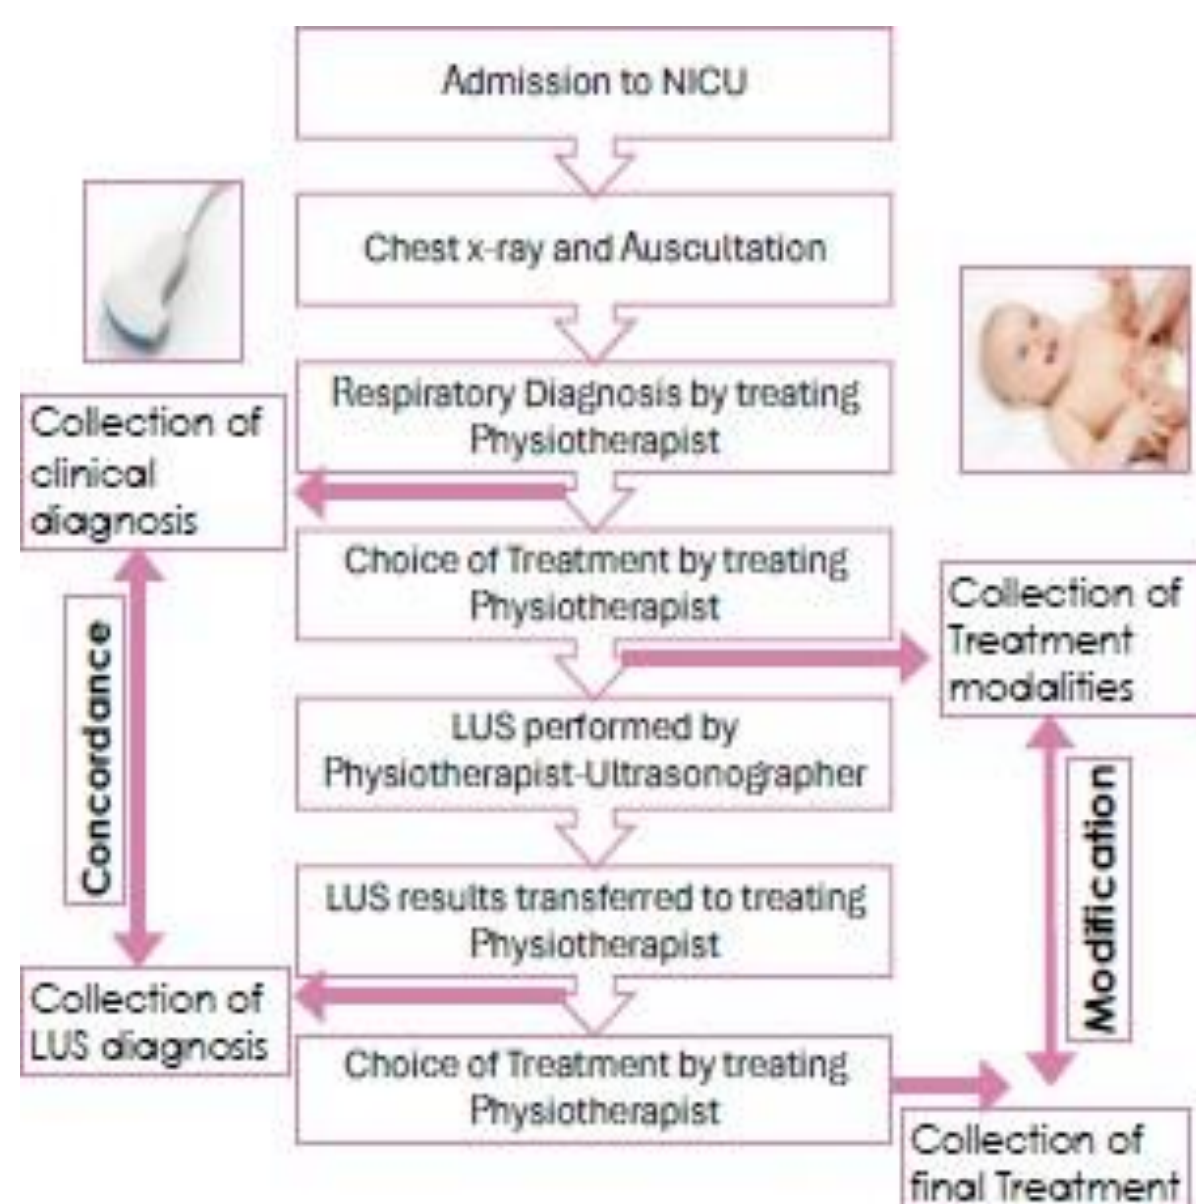 Admission to NICU
Chest x-ray and Auscultation
Respiratory Diagnosis by treating
Physiotherapist
Collection of
clinical
diagnosis
Choice of Treatment by treating
Physiotherapist
Collection of
Treatment
modalities
Concordance
LUS performed by
Physiotherapist-Ultrasonographer
Modification
LUS results transferred to treating
Physiotherapist
Collection of
LUS diagnosis
Choice of Treatment by treating
Physiotherapist
Collection of
final Treatment